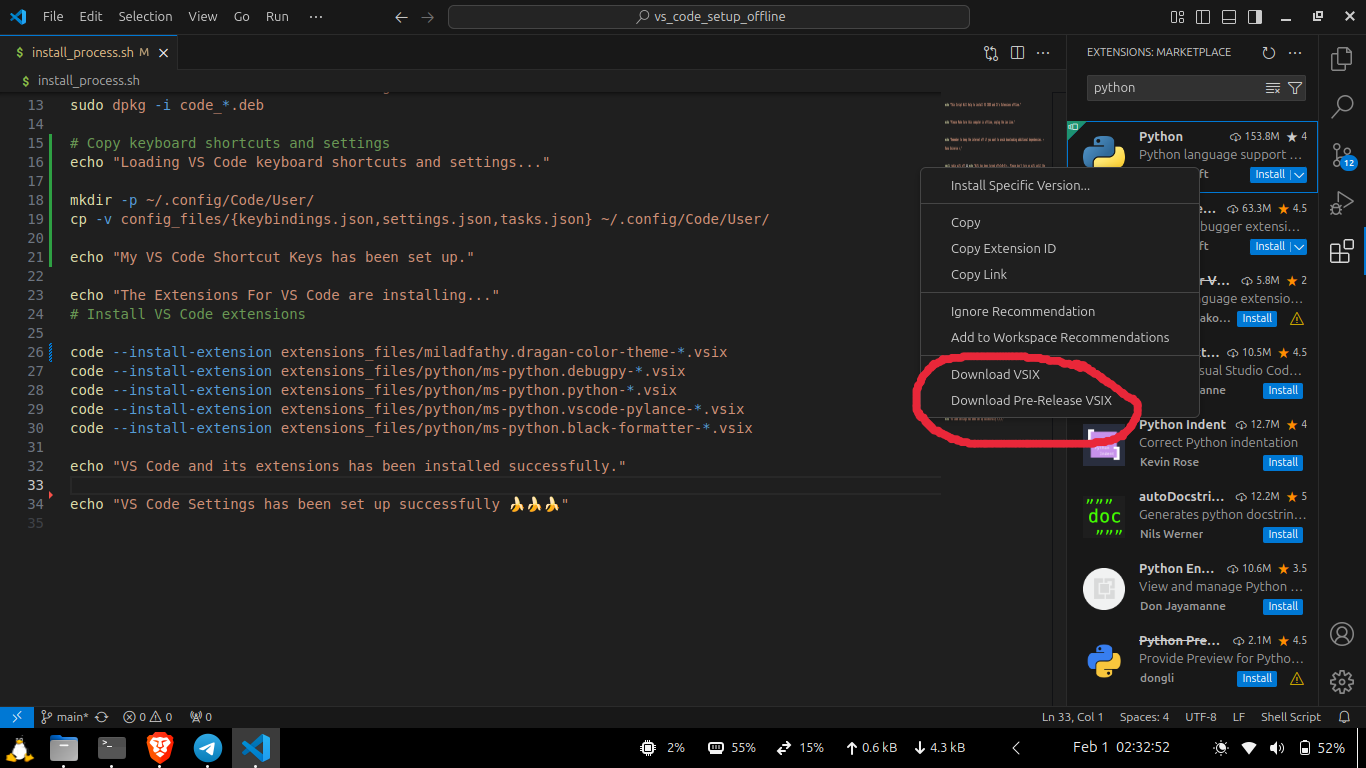 File Edit Selection View Go Run ··· vs_code_setup_offline
install_process.sh M
install_process.sh
13 sudo dpkg -i code_*.deb
14
15 # Copy keyboard shortcuts and settings
16 echo "Loading VS Code keyboard shortcuts and settings..."
17
18 mkdir -p ~/.config/Code/User/
19 cp -v config_files/{keybindings.json,settings.json,tasks.json} ~/.config/Code/User/
20
21 echo "My VS Code Shortcut Keys has been set up."
22
23 echo "The Extensions For VS Code are installing..."
24 # Install VS Code extensions
25
26 code --install-extension extensions_files/miladfathy.dragan-color-theme-*.vsix
27 code --install-extension extensions_files/python/ms-python.debugpy-*.vsix
28 code --install-extension extensions_files/python/ms-python.python-*.vsix
29 code --install-extension extensions_files/python/ms-python.vscode-pylance-*.vsix
30 code --install-extension extensions_files/python/ms-python.black-formatter-*.vsix
31
32 echo "VS Code and its extensions has been installed successfully."
33
34 echo "VS Code Settings has been set up successfully 🍌🍌🍌"
35
Install Specific Version...
Copy
Copy Extension ID
Copy Link
Ignore Recommendation
Add to Workspace Recommendations
Download VSIX
Download Pre-Release VSIX
EXTENSIONS: MARKETPLACE
python
Python 153.8M 4
Python language support ...
ft Install
e... 63.3M 4.5
bugger extensi...
ft Install
r V... 5.8M 2
guage extensio...
ako... Install
t... 10.5M 4.5
sual Studio Cod...
anne Install
Python Indent 12.7M 4
Correct Python indentation
Kevin Rose Install
autoDocstri... 12.2M 5
Generates python docstrin...
Nils Werner Install
"""
doc
"""
Python En... 10.6M 3.5
View and manage Python ...
Don Jayamanne Install
Python Pre... 2.1M 4.5
Provide Preview for Pytho...
dongli Install
12
main* 0 0 0 Ln 33, Col 1 Spaces: 4 UTF-8 LF Shell Script
2% 55% 15% 0.6 kB 4.3 kB Feb 1 02:32:52 52%